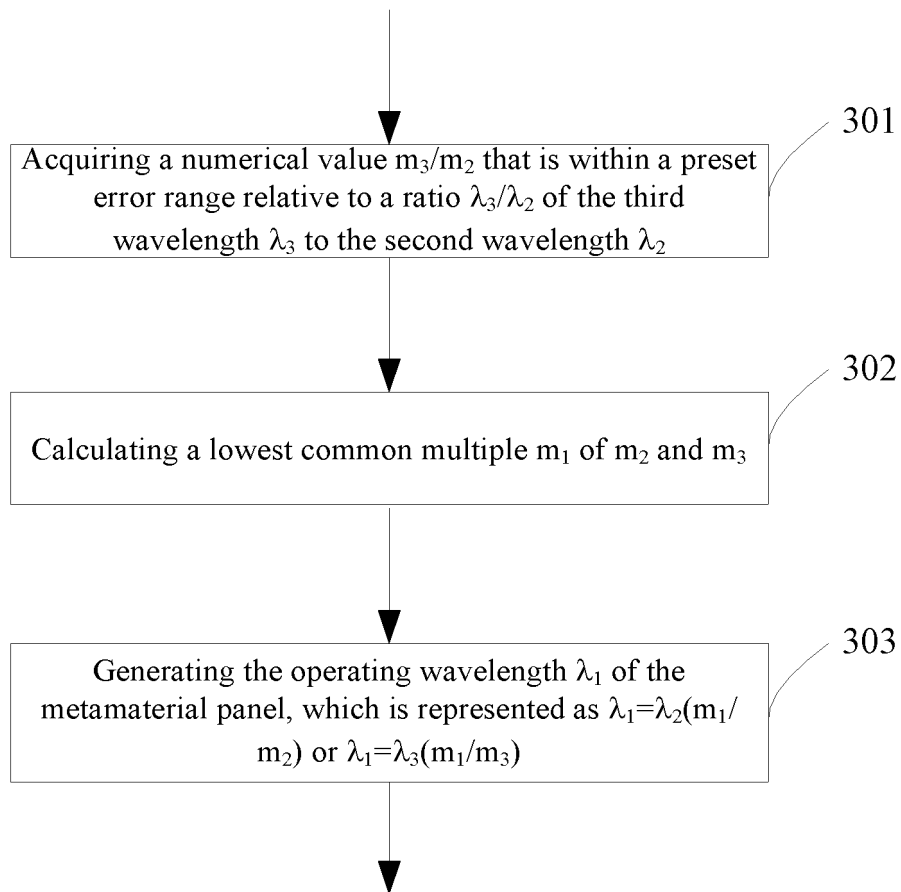 301
Acquiring a numerical value m₃/m₂ that is within a preset
error range relative to a ratio λ₃/λ₂ of the third
wavelength λ₃ to the second wavelength λ₂
302
Calculating a lowest common multiple m₁ of m₂ and m₃
303
Generating the operating wavelength λ₁ of the
metamaterial panel, which is represented as λ₁=λ₂(m₁/
m₂) or λ₁=λ₃(m₁/m₃)